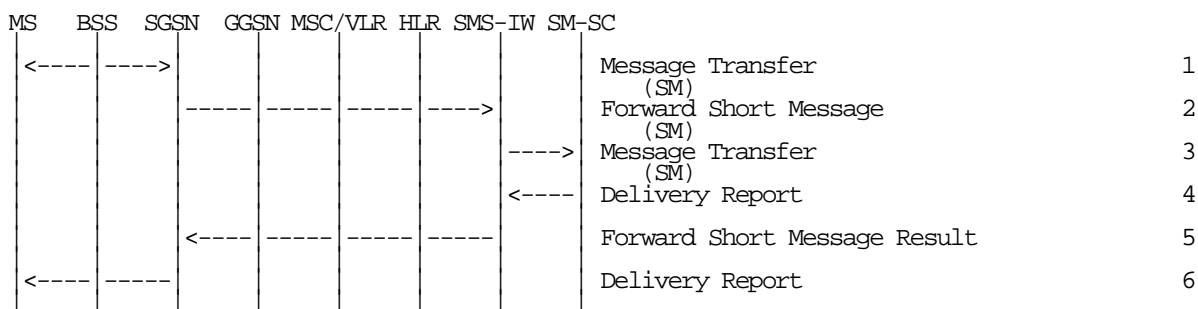 MS BSS SGSN GGSN MSC/VLR HLR SMS-IW SM-SC
Message Transfer 1
(SM)
Forward Short Message 2
(SM)
Message Transfer 3
(SM)
Delivery Report 4
Forward Short Message Result 5
Delivery Report 6